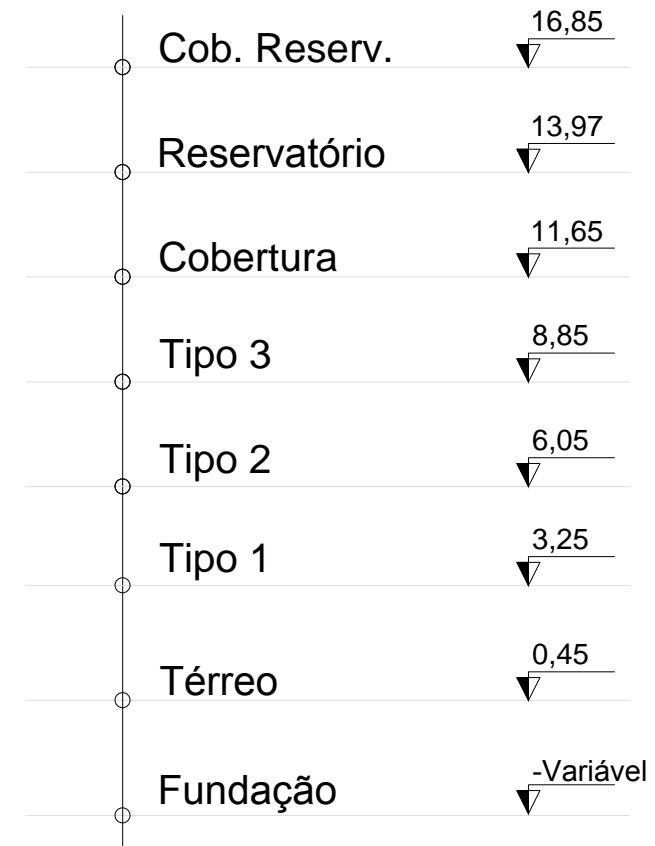 Cob. Reserv. 16,85
Reservatório 13,97
Cobertura 11,65
Tipo 3 8,85
Tipo 2 6,05
Tipo 1 3,25
Térreo 0,45
Fundação -Variável